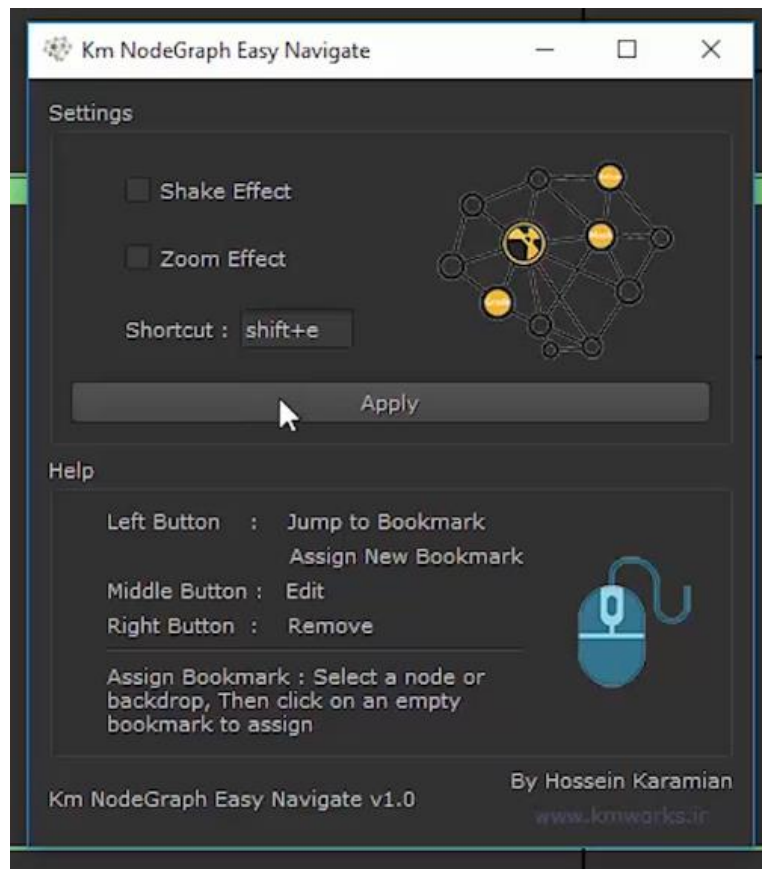 Km NodeGraph Easy Navigate
Settings
Shake Effect
Zoom Effect
Shortcut : shift+e
Apply
Help
Left Button : Jump to Bookmark
Assign New Bookmark
Middle Button : Edit
Right Button : Remove
Assign Bookmark : Select a node or
backdrop, Then click on an empty
bookmark to assign
By Hossein Karamian
Km NodeGraph Easy Navigate v1.0
www.kmworks.ir